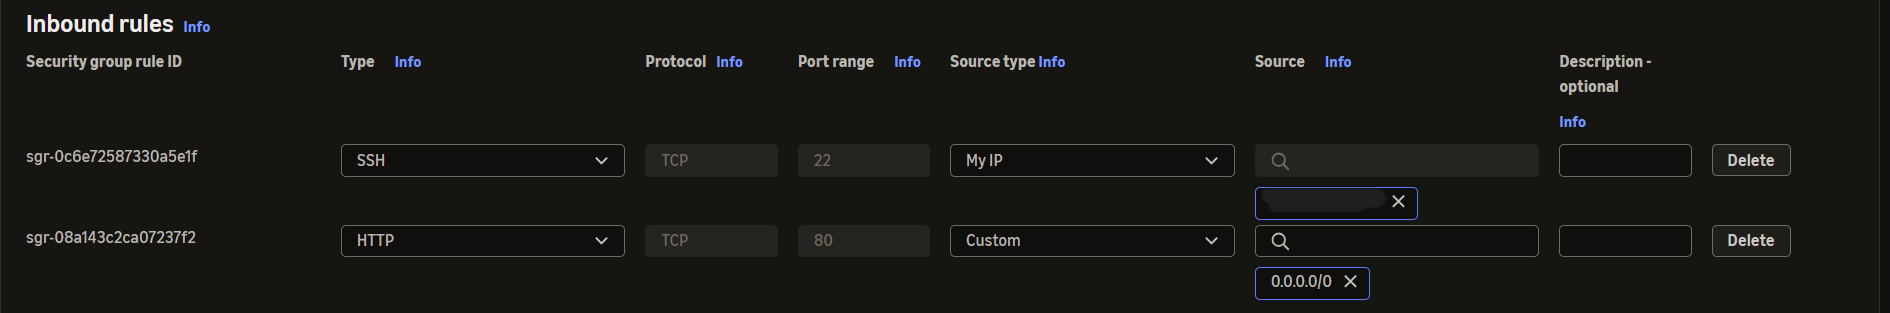 Inbound rules Info
Security group rule ID Type Info Protocol Info Port range Info Source type Info Source Info Description - optional Info
sgr-0c6e72587330a5e1f SSH TCP 22 My IP Delete
sgr-08a143c2ca07237f2 HTTP TCP 80 Custom Delete
0.0.0.0/0